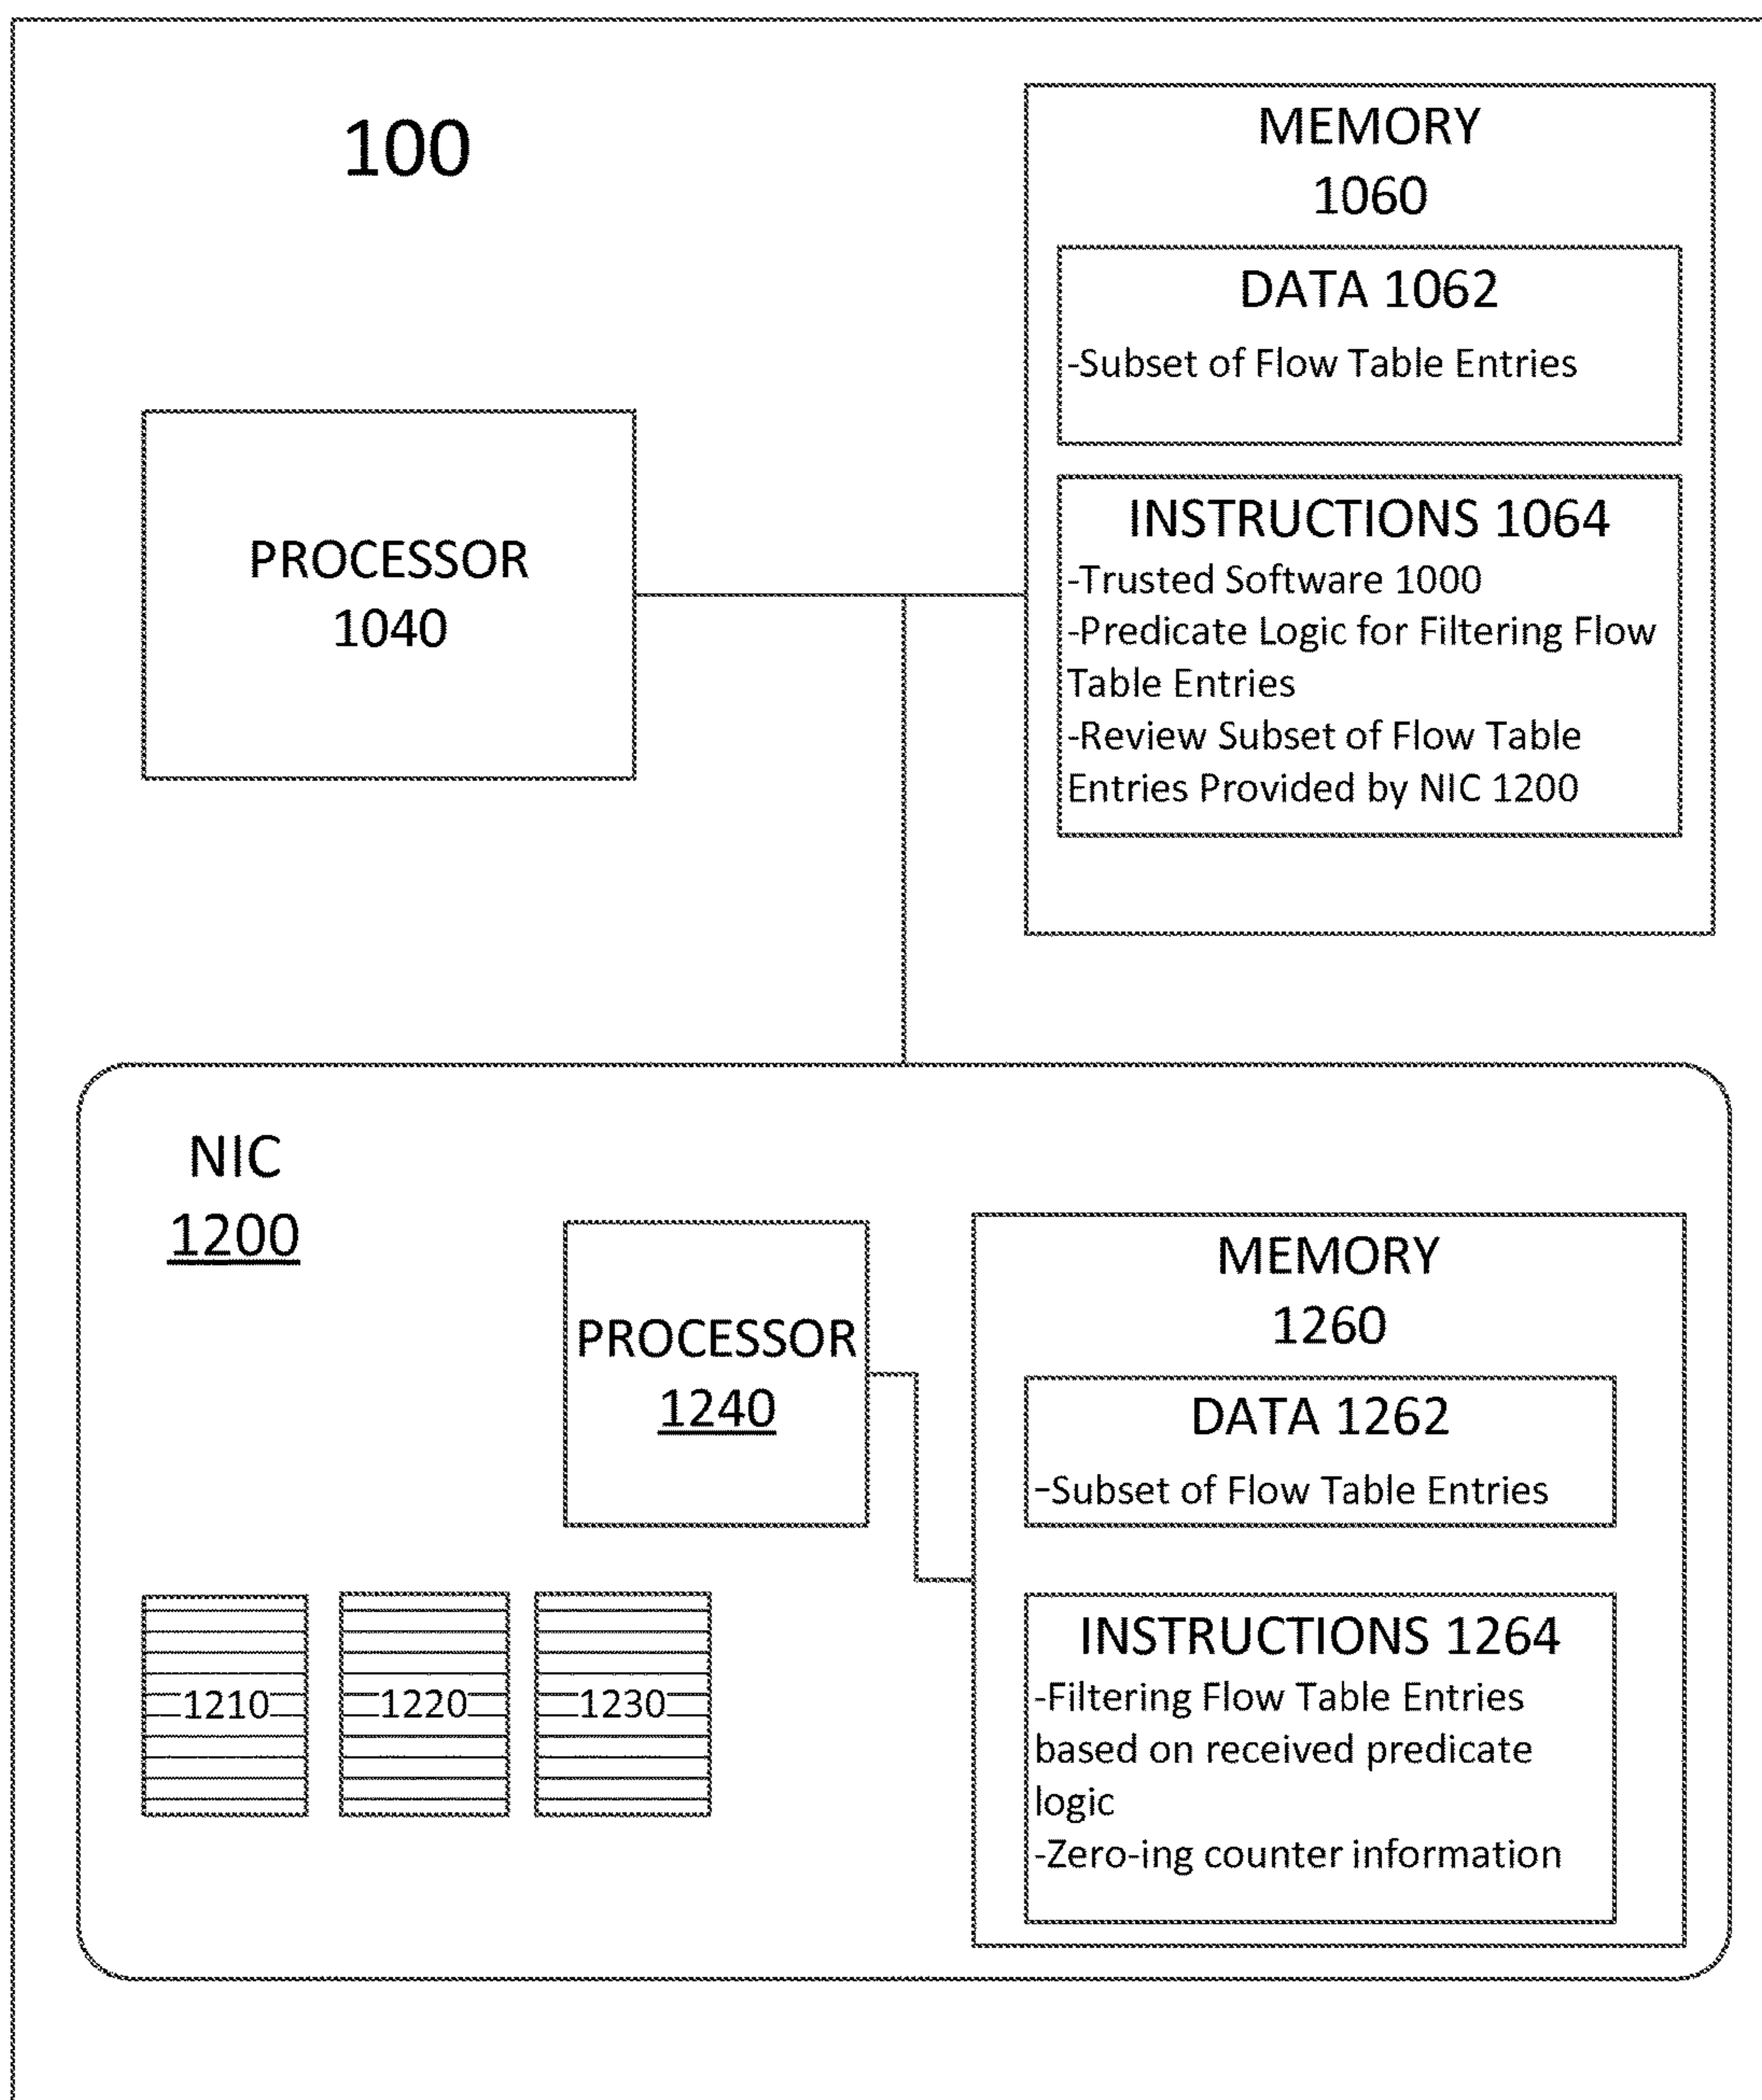 100
MEMORY
1060
DATA 1062
-Subset of Flow Table Entries
PROCESSOR
1040
INSTRUCTIONS 1064
-Trusted Software 1000
-Predicate Logic for Filtering Flow
Table Entries
-Review Subset of Flow Table
Entries Provided by NIC 1200
NIC
1200
PROCESSOR
1240
MEMORY
1260
DATA 1262
-Subset of Flow Table Entries
1210
1220
1230
INSTRUCTIONS 1264
-Filtering Flow Table Entries
based on received predicate
logic
-Zero-ing counter information